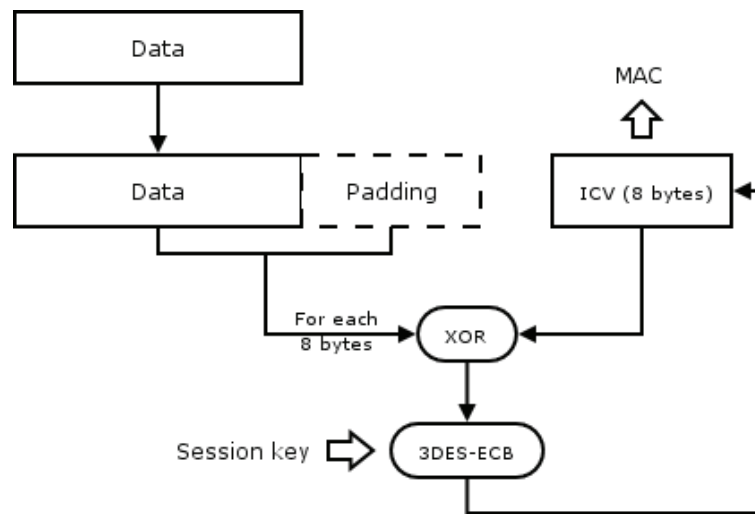 Data
MAC
Data
Padding
ICV (8 bytes)
For each
8 bytes
XOR
Session key
3DES-ECB